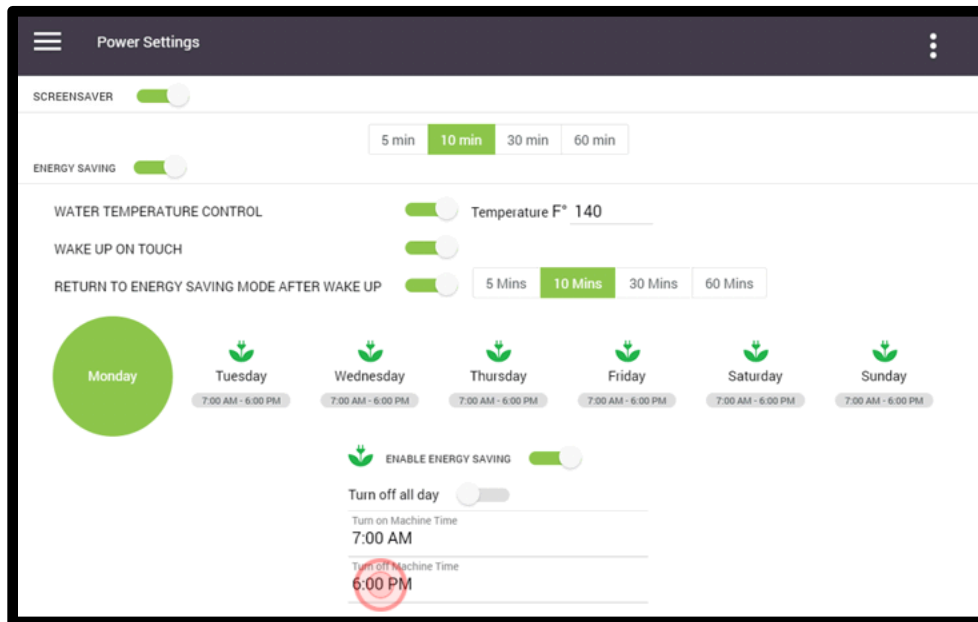 Power Settings
SCREENSAVER
5 min 10 min 30 min 60 min
ENERGY SAVING
WATER TEMPERATURE CONTROL Temperature F° 140
WAKE UP ON TOUCH
RETURN TO ENERGY SAVING MODE AFTER WAKE UP 5 Mins 10 Mins 30 Mins 60 Mins
Monday Tuesday Wednesday Thursday Friday Saturday Sunday
7:00 AM - 6:00 PM 7:00 AM - 6:00 PM 7:00 AM - 6:00 PM 7:00 AM - 6:00 PM 7:00 AM - 6:00 PM 7:00 AM - 6:00 PM
ENABLE ENERGY SAVING
Turn off all day
Turn on Machine Time
7:00 AM
Turn off Machine Time
6:00 PM